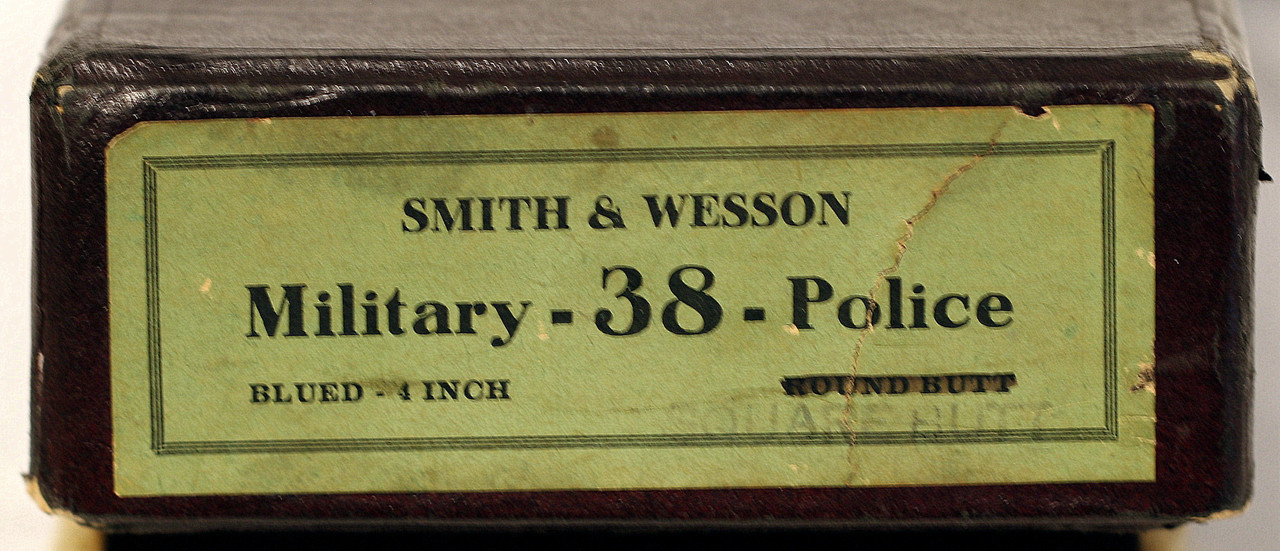 SMITH & WESSON
Military - 38 - Police
BLUED - 4 INCH ROUND BUTT
SQUARE BUTT